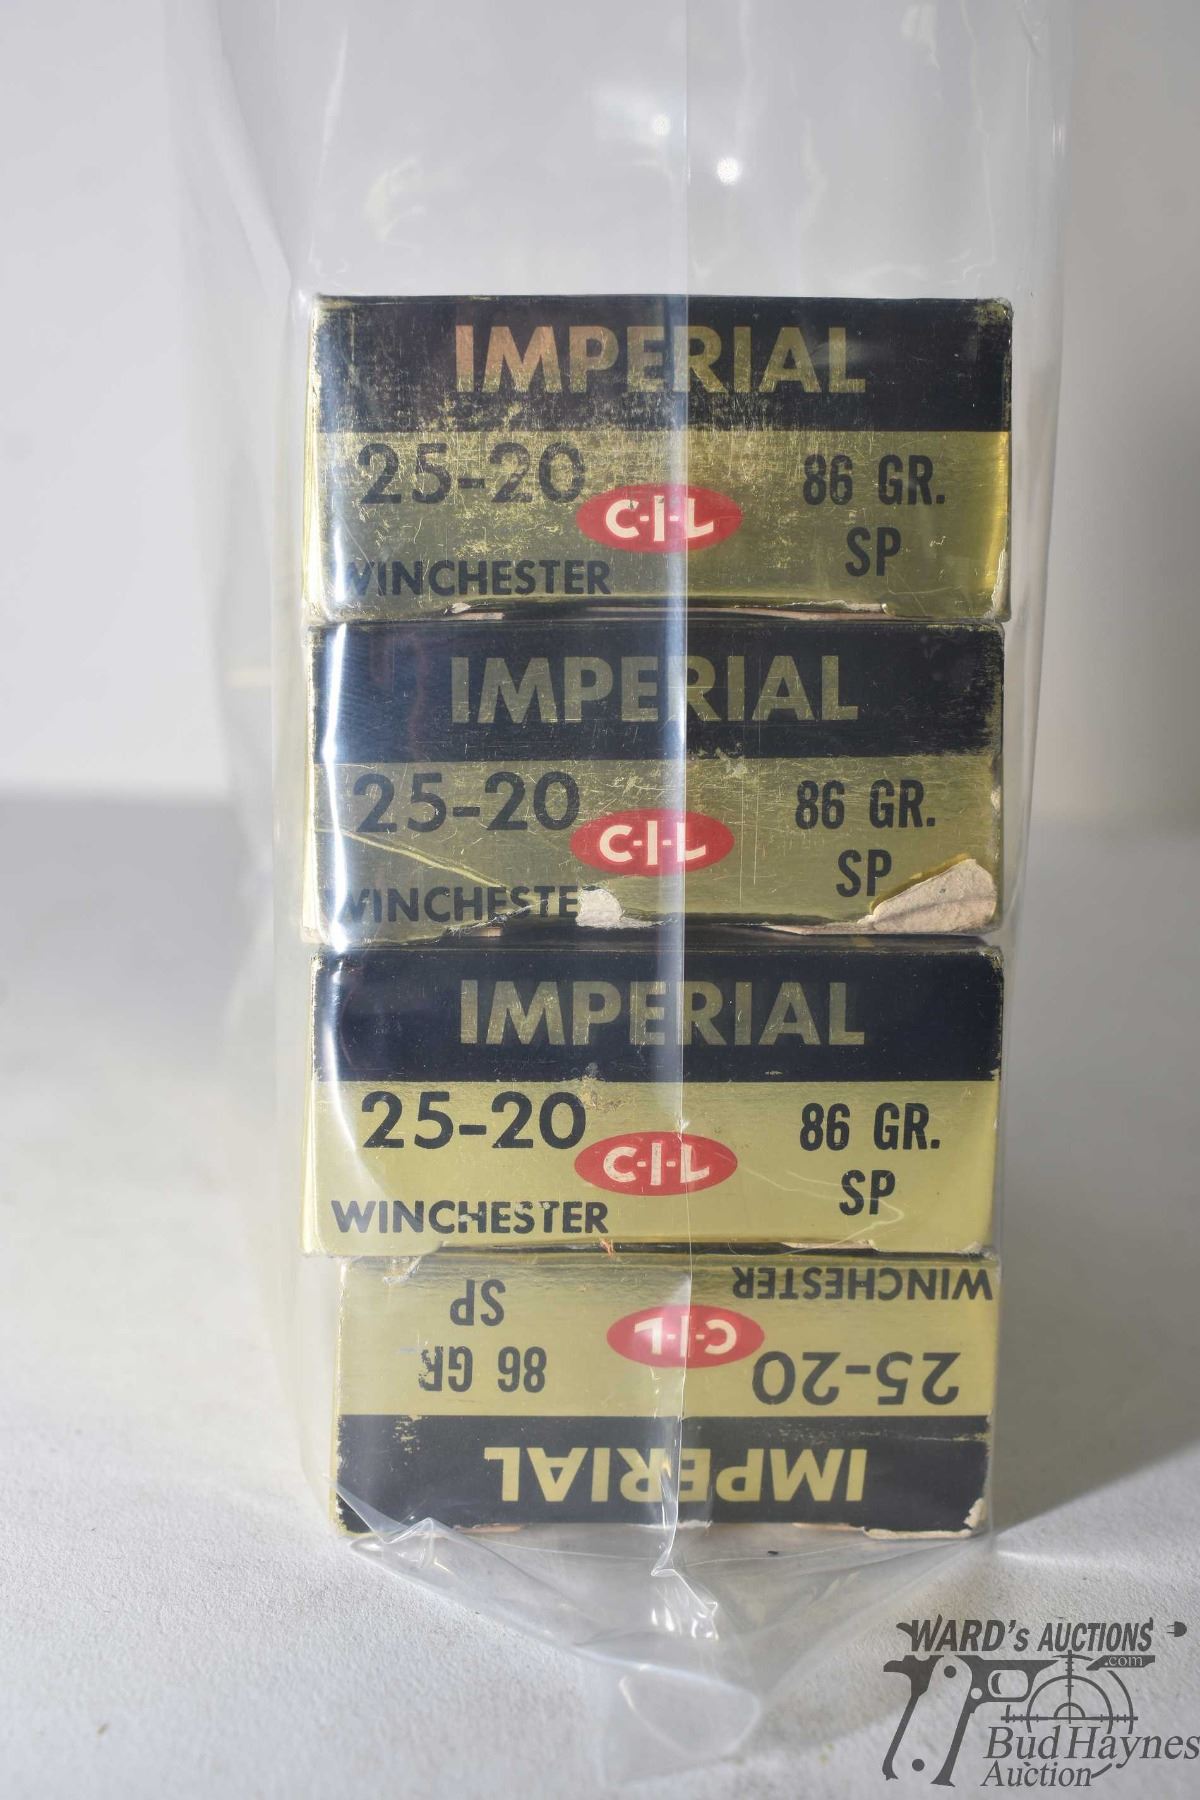 IMPERIAL
25-20 C-I-L 86 GR.
WINCHESTER SP
IMPERIAL
25-20 C-I-L 86 GR.
WINCHESTE SP
IMPERIAL
25-20 C-I-L 86 GR.
WINCHESTER SP
IMPERIAL
25-20 C-I-L 86 GR
WINCHESTER SP
WARD's AUCTIONS
.com
Bud Haynes
Auction